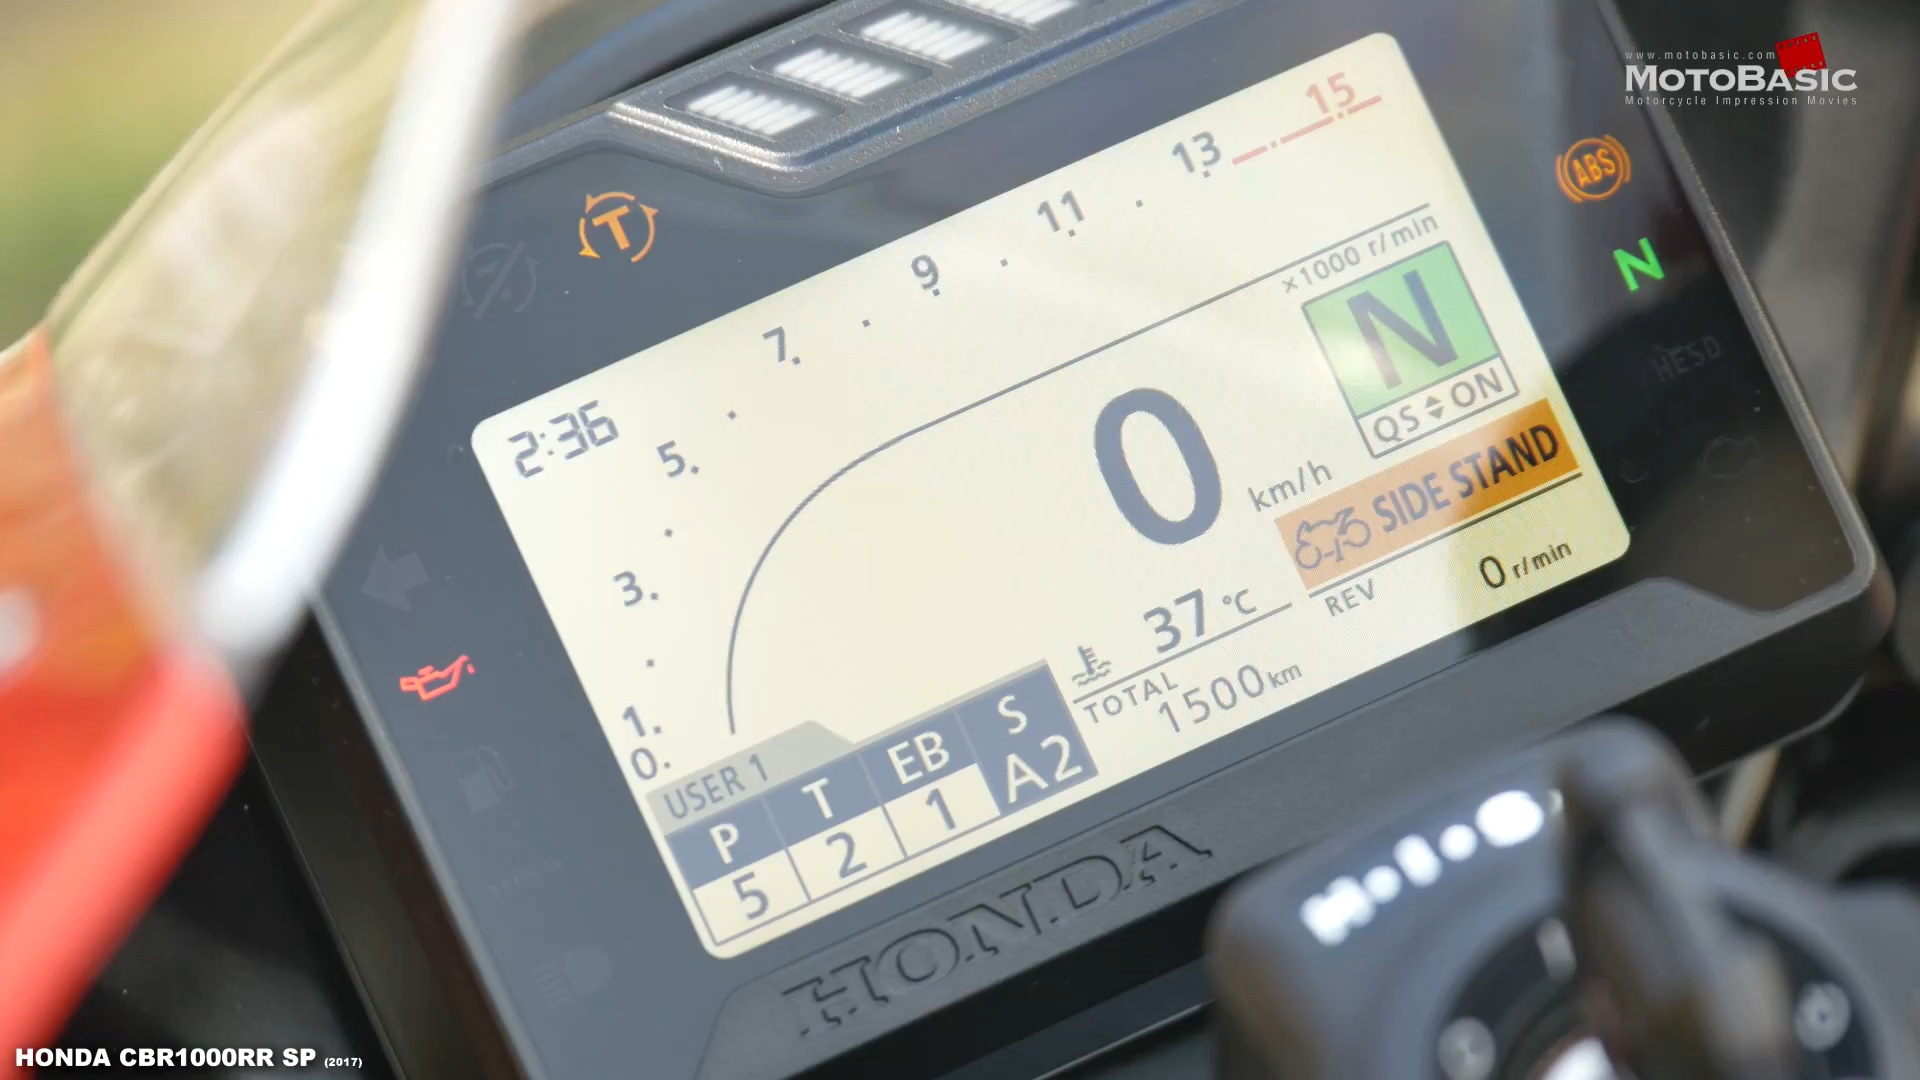 www.motobasic.com
MOTOBASIC
Motorcycle Impression Movies
T
ABS
N
HESD
15
13
11
9
7.
5.
3.
1.
0.
×1000 r/min
2:36
N
QS ON
0 km/h
SIDE STAND
37 °C
REV 0 r/min
TOTAL
1500 km
USER 1
P T EB S
5 2 1 A2
HONDA
HONDA CBR1000RR SP (2017)